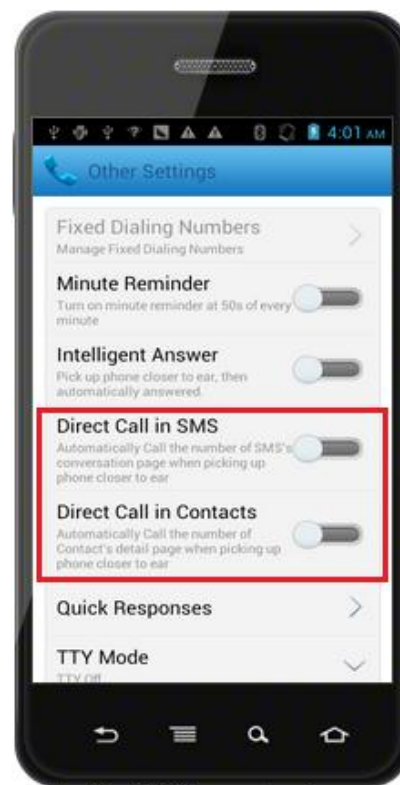 4:01 AM
Other Settings
Fixed Dialing Numbers
Manage Fixed Dialing Numbers
Minute Reminder
Turn on minute reminder at 50s of every
minute
Intelligent Answer
Pick up phone closer to ear, then
automatically answered.
Direct Call in SMS
Automatically Call the number of SMS's
conversation page when picking up
phone closer to ear
Direct Call in Contacts
Automatically Call the number of
Contact's detail page when picking up
phone closer to ear
Quick Responses
TTY Mode
TTY Off